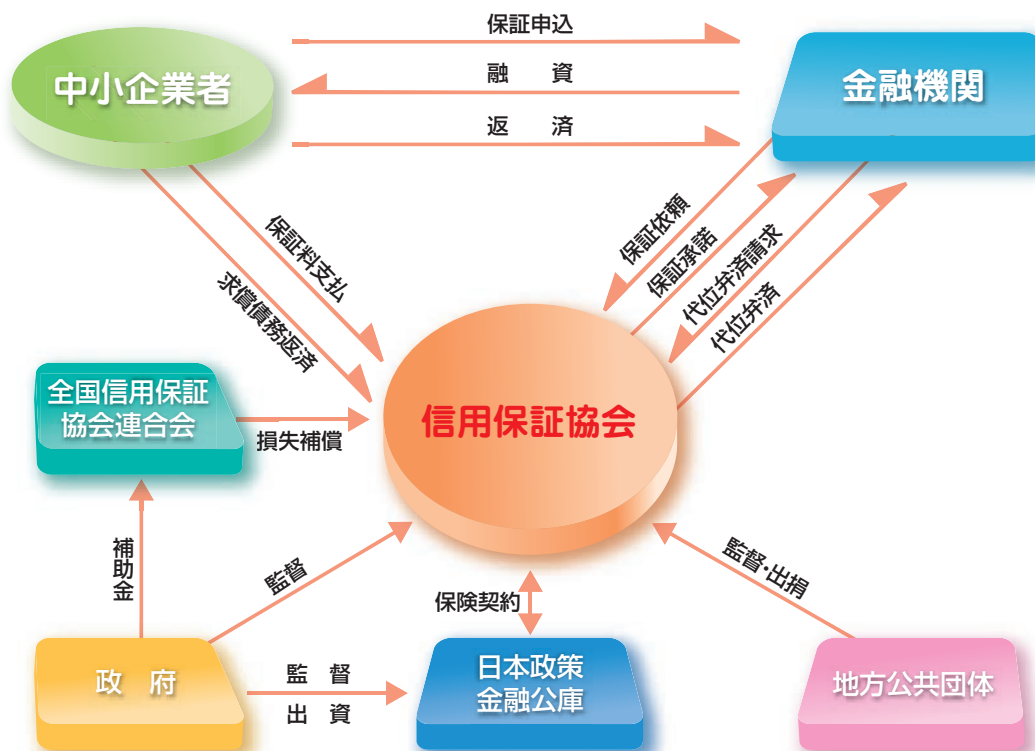 保証申込
中小企業者
融　資
金融機関
返　済
保証料支払
求償債務返済
保証依頼
保証承諾
代位弁済請求
代位弁済
全国信用保証
協会連合会
損失補償
信用保証協会
補助金
監督
保険契約
監督・出捐
政　府
監　督
出　資
日本政策
金融公庫
地方公共団体